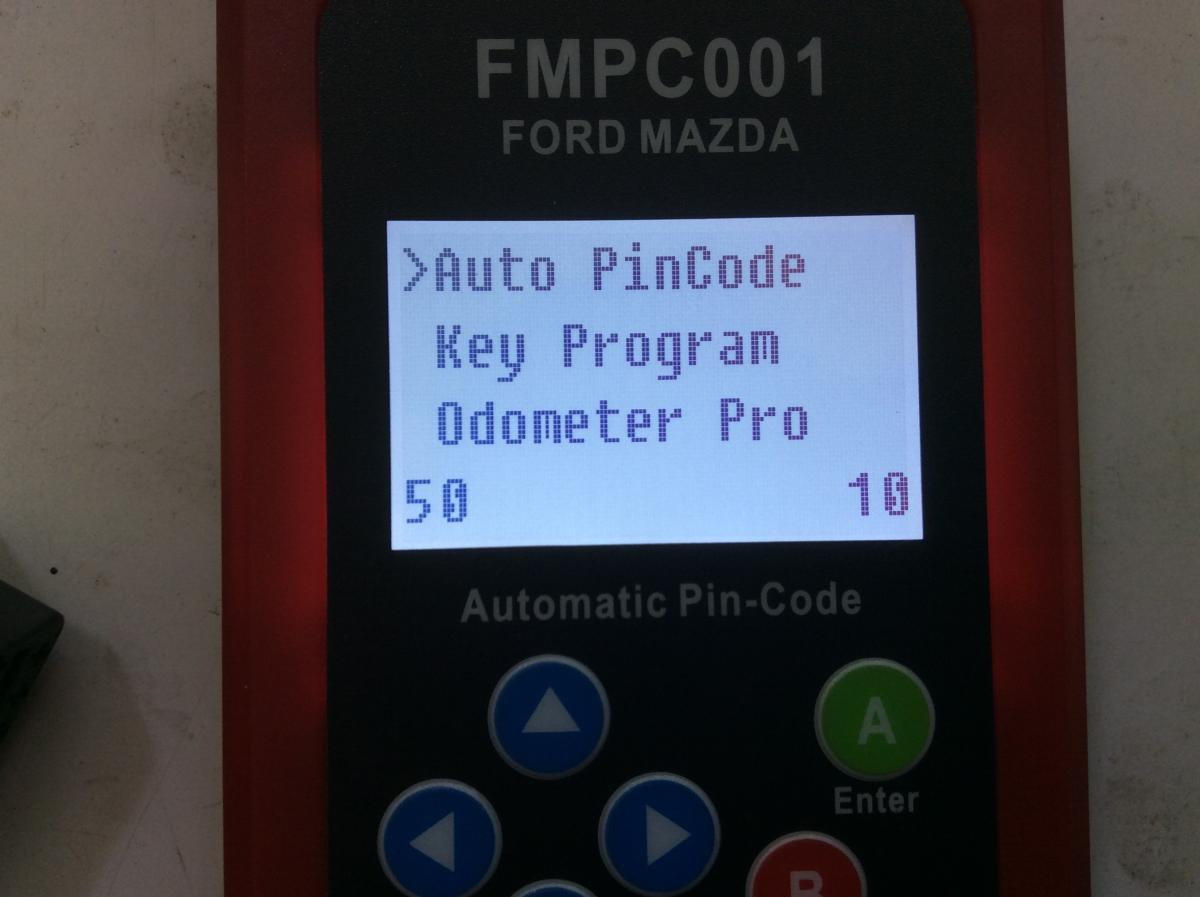 FMPC001
FORD MAZDA
>Auto PinCode
Key Program
Odometer Pro
50 10
Automatic Pin-Code
A
Enter
B